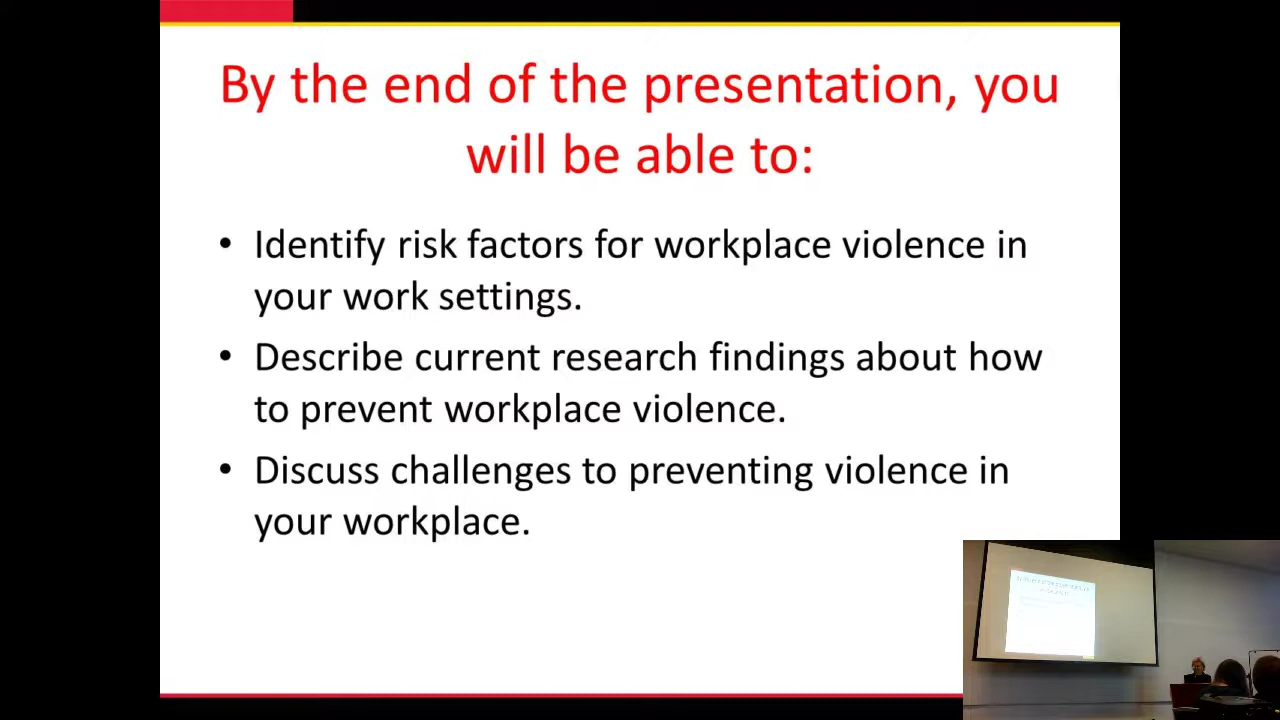 By the end of the presentation, you
will be able to:
• Identify risk factors for workplace violence in
your work settings.
• Describe current research findings about how
to prevent workplace violence.
• Discuss challenges to preventing violence in
your workplace.